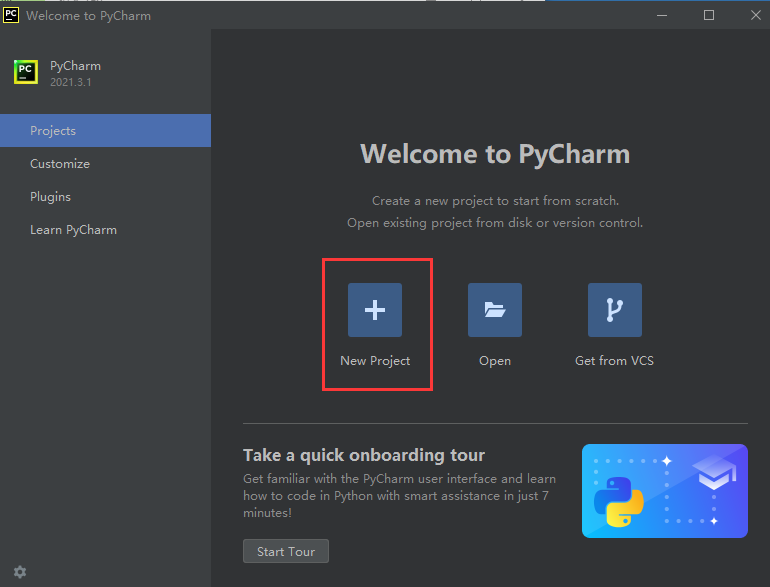 PC Welcome to PyCharm
PC PyCharm
2021.3.1
Projects
Customize
Plugins
Learn PyCharm
Welcome to PyCharm
Create a new project to start from scratch.
Open existing project from disk or version control.
New Project
Open
Get from VCS
Take a quick onboarding tour
Get familiar with the PyCharm user interface and learn
how to code in Python with smart assistance in just 7
minutes!
Start Tour